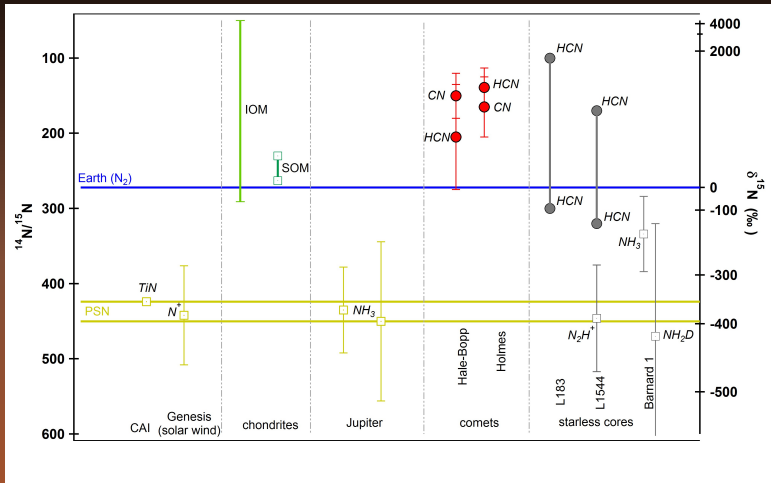 100
200
300
400
500
600
¹⁴N/¹⁵N
4000
2000
0
-100
-300
-400
-500
δ ¹⁵N (‰)
Earth (N₂)
PSN
TiN
N⁺
IOM
SOM
NH₃
CN
HCN
HCN
CN
HCN
HCN
HCN
HCN
N₂H⁺
NH₃
NH₂D
Hale-Bopp
Holmes
L183
L1544
Barnard 1
CAI
Genesis
(solar wind)
chondrites
Jupiter
comets
starless cores